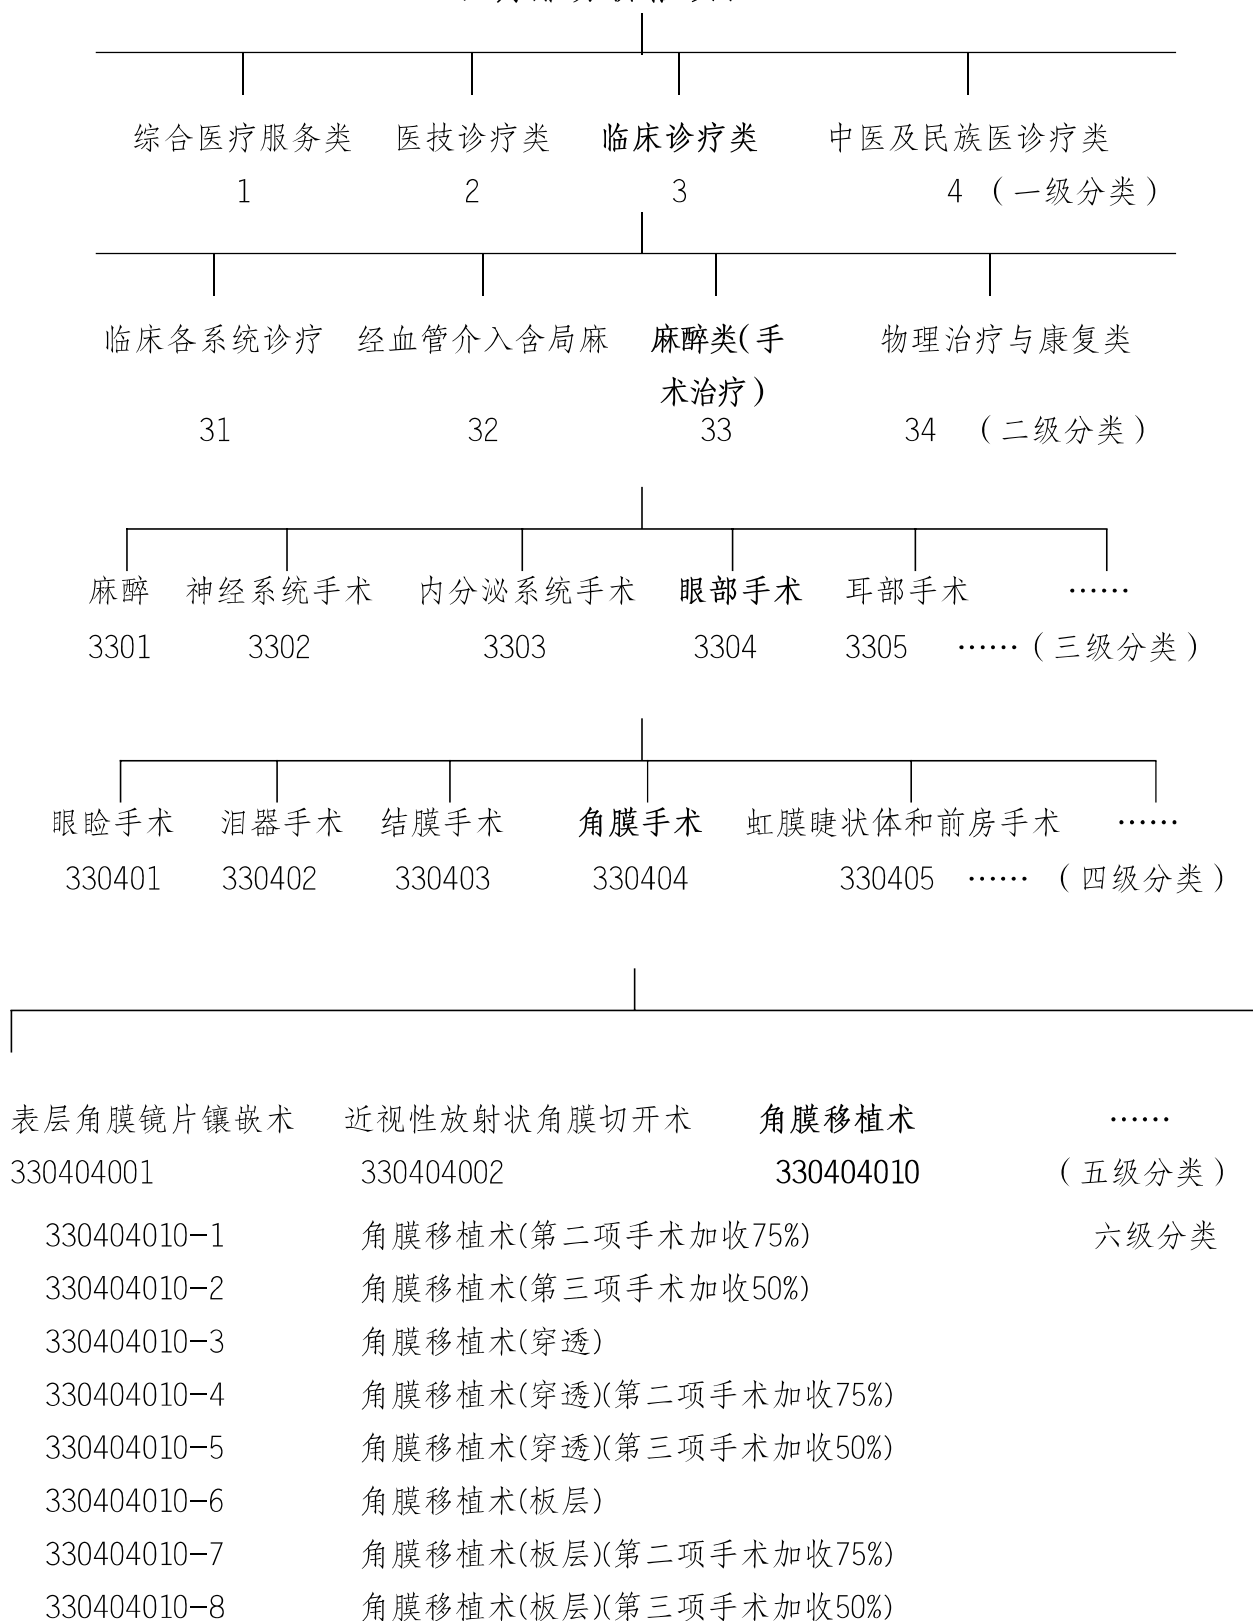 综合医疗服务类 医技诊疗类 临床诊疗类 中医及民族医诊疗类
1 2 3 4 （一级分类）
临床各系统诊疗 经血管介入含局麻 麻醉类(手 物理治疗与康复类
术治疗)
31 32 33 34 （二级分类）
麻醉 神经系统手术 内分泌系统手术 眼部手术 耳部手术 ……
3301 3302 3303 3304 3305 ……（三级分类）
眼睑手术 泪器手术 结膜手术 角膜手术 虹膜睫状体和前房手术 ……
330401 330402 330403 330404 330405 …… （四级分类）
表层角膜镜片镶嵌术 近视性放射状角膜切开术 角膜移植术 ……
330404001 330404002 330404010 （五级分类）
330404010-1 角膜移植术(第二项手术加收75%) 六级分类
330404010-2 角膜移植术(第三项手术加收50%)
330404010-3 角膜移植术(穿透)
330404010-4 角膜移植术(穿透)(第二项手术加收75%)
330404010-5 角膜移植术(穿透)(第三项手术加收50%)
330404010-6 角膜移植术(板层)
330404010-7 角膜移植术(板层)(第二项手术加收75%)
330404010-8 角膜移植术(板层)(第三项手术加收50%)